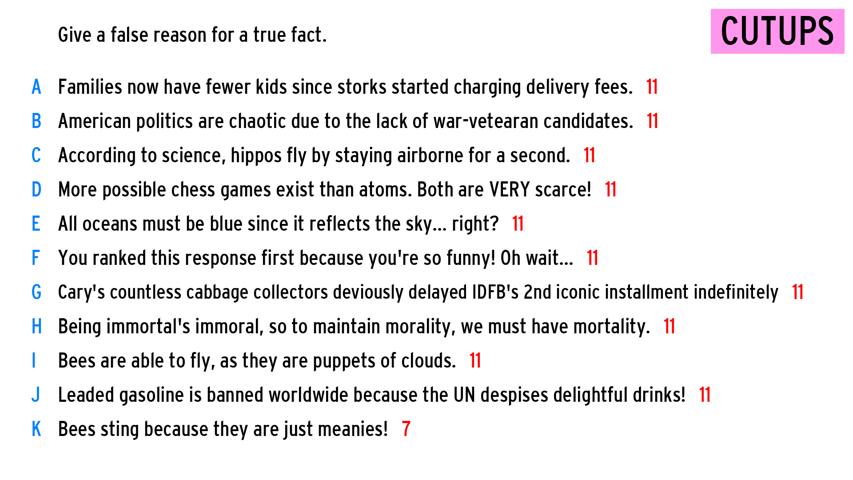 Give a false reason for a true fact.
CUTUPS
A Families now have fewer kids since storks started charging delivery fees. 11
B American politics are chaotic due to the lack of war-vetearan candidates. 11
C According to science, hippos fly by staying airborne for a second. 11
D More possible chess games exist than atoms. Both are VERY scarce! 11
E All oceans must be blue since it reflects the sky... right? 11
F You ranked this response first because you're so funny! Oh wait... 11
G Cary's countless cabbage collectors deviously delayed IDFB's 2nd iconic installment indefinitely 11
H Being immortal's immoral, so to maintain morality, we must have mortality. 11
I Bees are able to fly, as they are puppets of clouds. 11
J Leaded gasoline is banned worldwide because the UN despises delightful drinks! 11
K Bees sting because they are just meanies! 7